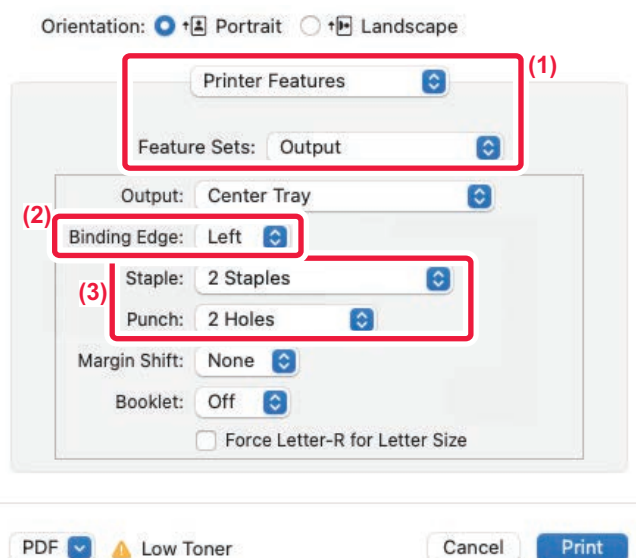 Orientation: Portrait Landscape
(1)
Printer Features
Feature Sets: Output
Output: Center Tray
(2)
Binding Edge: Left
(3)
Staple: 2 Staples
Punch: 2 Holes
Margin Shift: None
Booklet: Off
Force Letter-R for Letter Size
PDF Low Toner Cancel Print